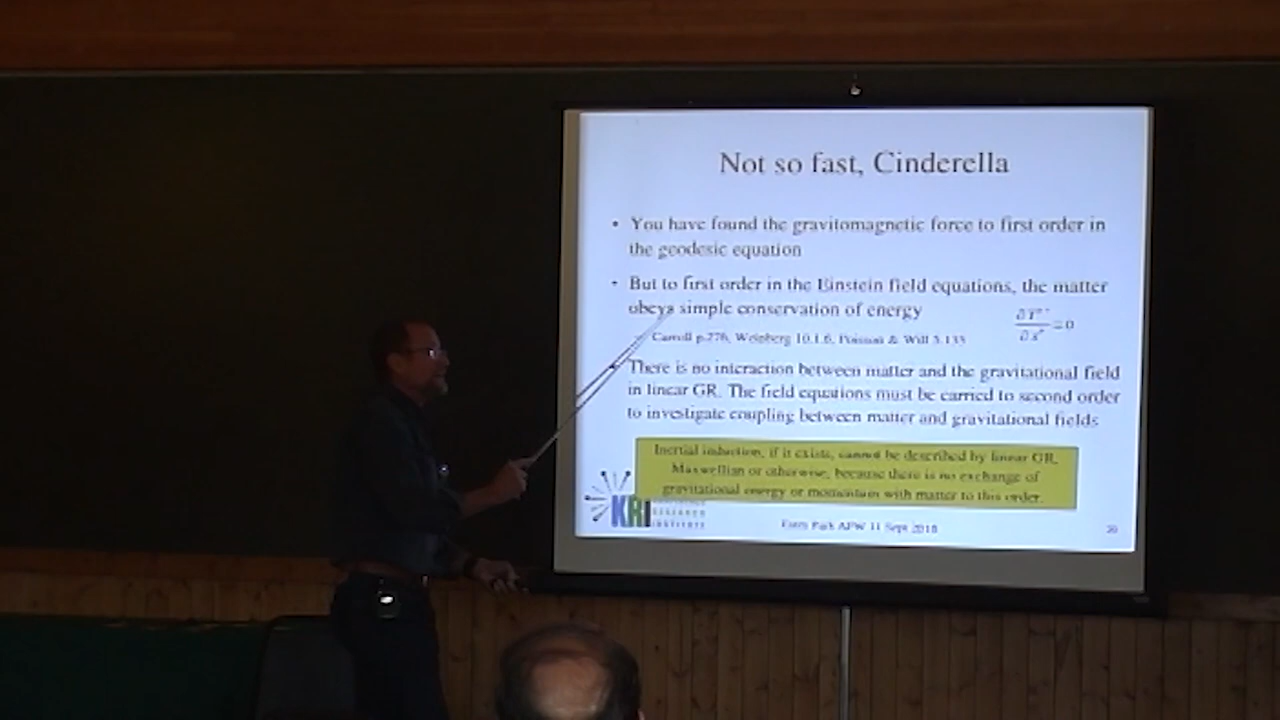 Not so fast, Cinderella
• You have found the gravitomagnetic force to first order in
the geodesic equation
• But to first order in the Einstein field equations, the matter
obeys simple conservation of energy
Carroll p.276, Weinberg 10.1.6, Poisson & Will 5.133
There is no interaction between matter and the gravitational field
in linear GR. The field equations must be carried to second order
to investigate coupling between matter and gravitational fields
Inertial induction, if it exists, cannot be described by linear GR,
Maxwellian or otherwise, because there is no exchange of
gravitational energy or momentum with matter to this order.
KRI
RESEARCH
INSTITUTE
Estes Park APW 11 Sept 2018